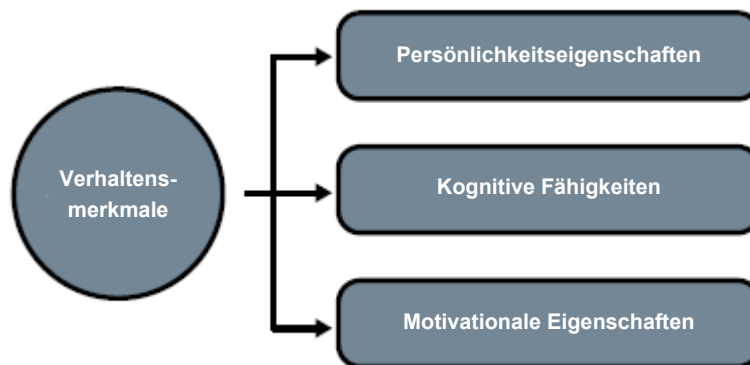 Verhaltens-
merkmale
Persönlichkeitseigenschaften
Kognitive Fähigkeiten
Motivationale Eigenschaften